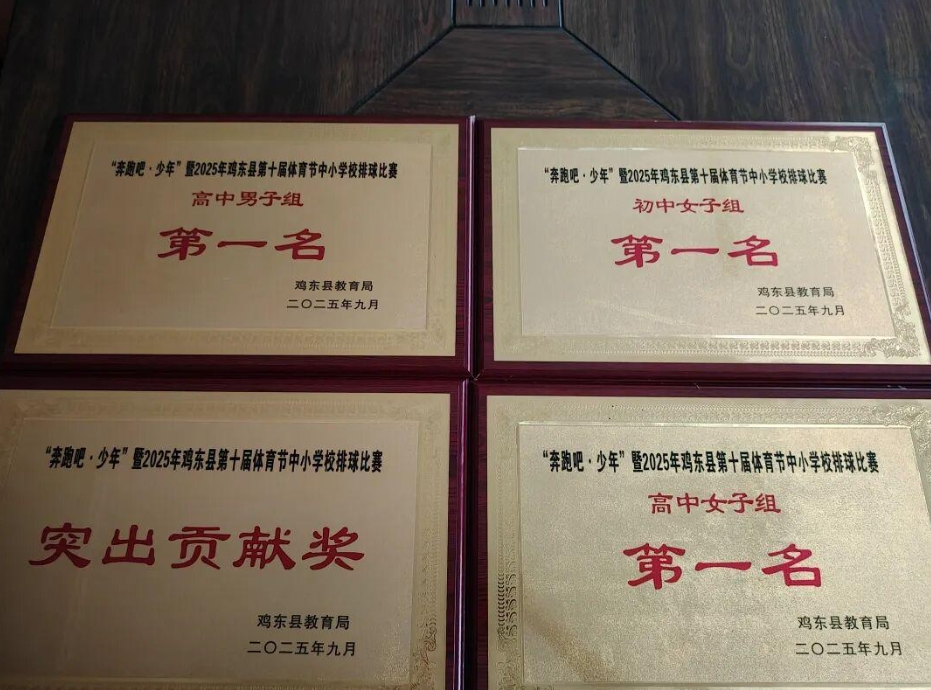 “奔跑吧·少年”暨2025年鸡东县第十届体育节中小学校排球比赛
高中男子组
第一名
鸡东县教育局
二〇二五年九月
“奔跑吧·少年”暨2025年鸡东县第十届体育节中小学校排球比赛
初中女子组
第一名
鸡东县教育局
二〇二五年九月
“奔跑吧·少年”暨2025年鸡东县第十届体育节中小学校排球比赛
突出贡献奖
鸡东县教育局
二〇二五年九月
“奔跑吧·少年”暨2025年鸡东县第十届体育节中小学校排球比赛
高中女子组
第一名
鸡东县教育局
二〇二五年九月